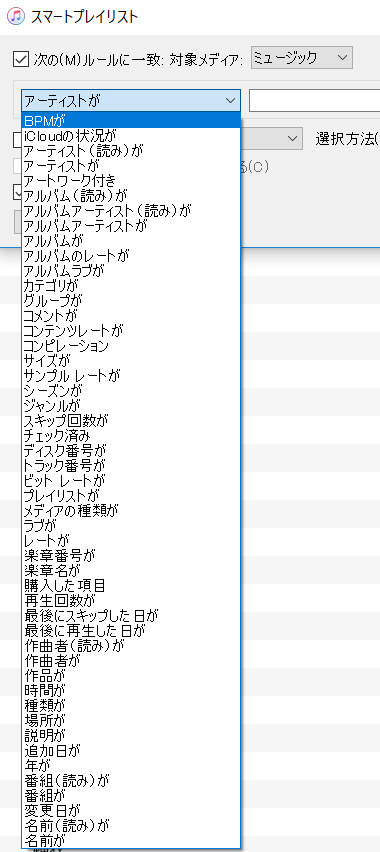 スマートプレイリスト
次の(M)ルールに一致: 対象メディア: ミュージック
アーティストが
BPMが
iCloudの状況が
アーティスト(読み)が
アーティストが
アートワーク付き
アルバム(読み)が
アルバムアーティスト(読み)が
アルバムアーティストが
アルバムが
アルバムのレートが
アルバムラブが
カテゴリが
グループが
コメントが
コンテンツレートが
コンピレーション
サイズが
サンプル レートが
シーズンが
ジャンルが
スキップ回数が
チェック済み
ディスク番号が
トラック番号が
ビット レートが
プレイリストが
メディアの種類が
ラブが
レートが
楽章番号が
楽章名が
購入した項目
再生回数が
最後にスキップした日が
最後に再生した日が
作曲者(読み)が
作曲者が
作品が
時間が
種類が
場所が
説明が
追加日が
年が
番組(読み)が
番組が
変更日が
名前(読み)が
名前が
選択方法(
る(C)